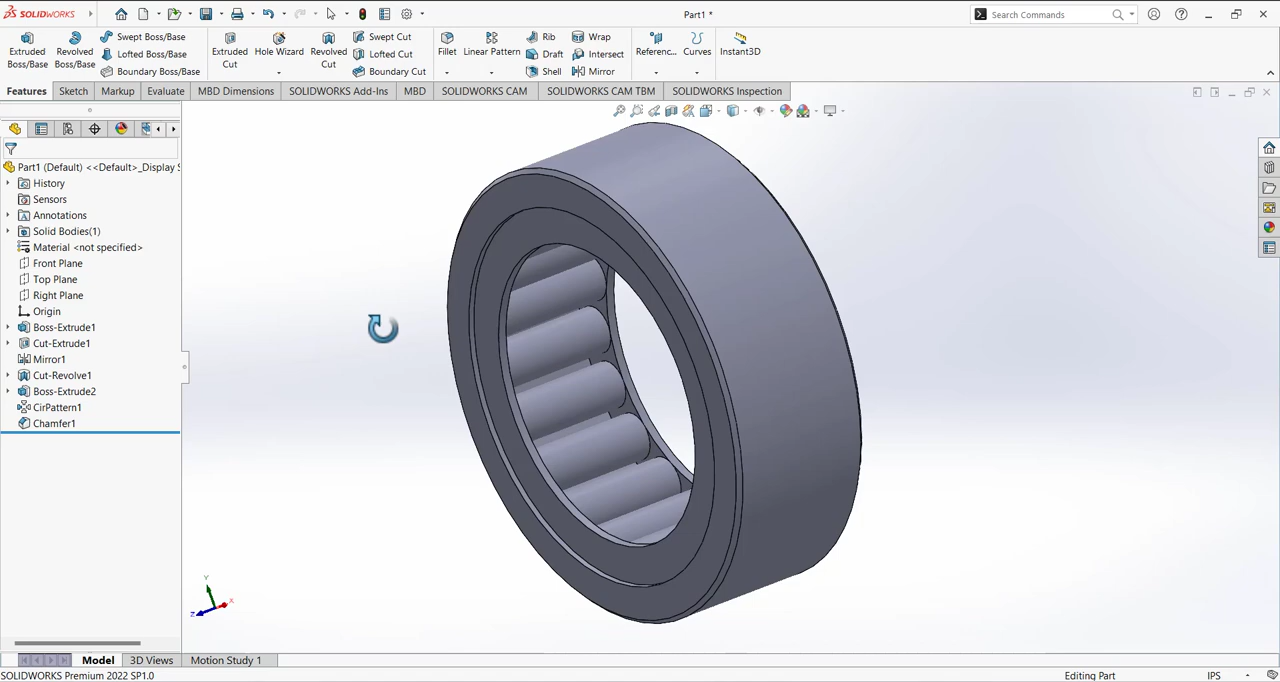 SOLIDWORKS
Part1 *
Search Commands
Extruded Boss/Base
Revolved Boss/Base
Swept Boss/Base
Lofted Boss/Base
Boundary Boss/Base
Extruded Cut
Hole Wizard
Revolved Cut
Swept Cut
Lofted Cut
Boundary Cut
Fillet
Linear Pattern
Rib
Draft
Shell
Wrap
Intersect
Mirror
Referenc...
Curves
Instant3D
Features
Sketch
Markup
Evaluate
MBD Dimensions
SOLIDWORKS Add-Ins
MBD
SOLIDWORKS CAM
SOLIDWORKS CAM TBM
SOLIDWORKS Inspection
Part1 (Default) <<Default>_Display S
History
Sensors
Annotations
Solid Bodies(1)
Material <not specified>
Front Plane
Top Plane
Right Plane
Origin
Boss-Extrude1
Cut-Extrude1
Mirror1
Cut-Revolve1
Boss-Extrude2
CirPattern1
Chamfer1
Y
X
Z
Model
3D Views
Motion Study 1
SOLIDWORKS Premium 2022 SP1.0
Editing Part
IPS